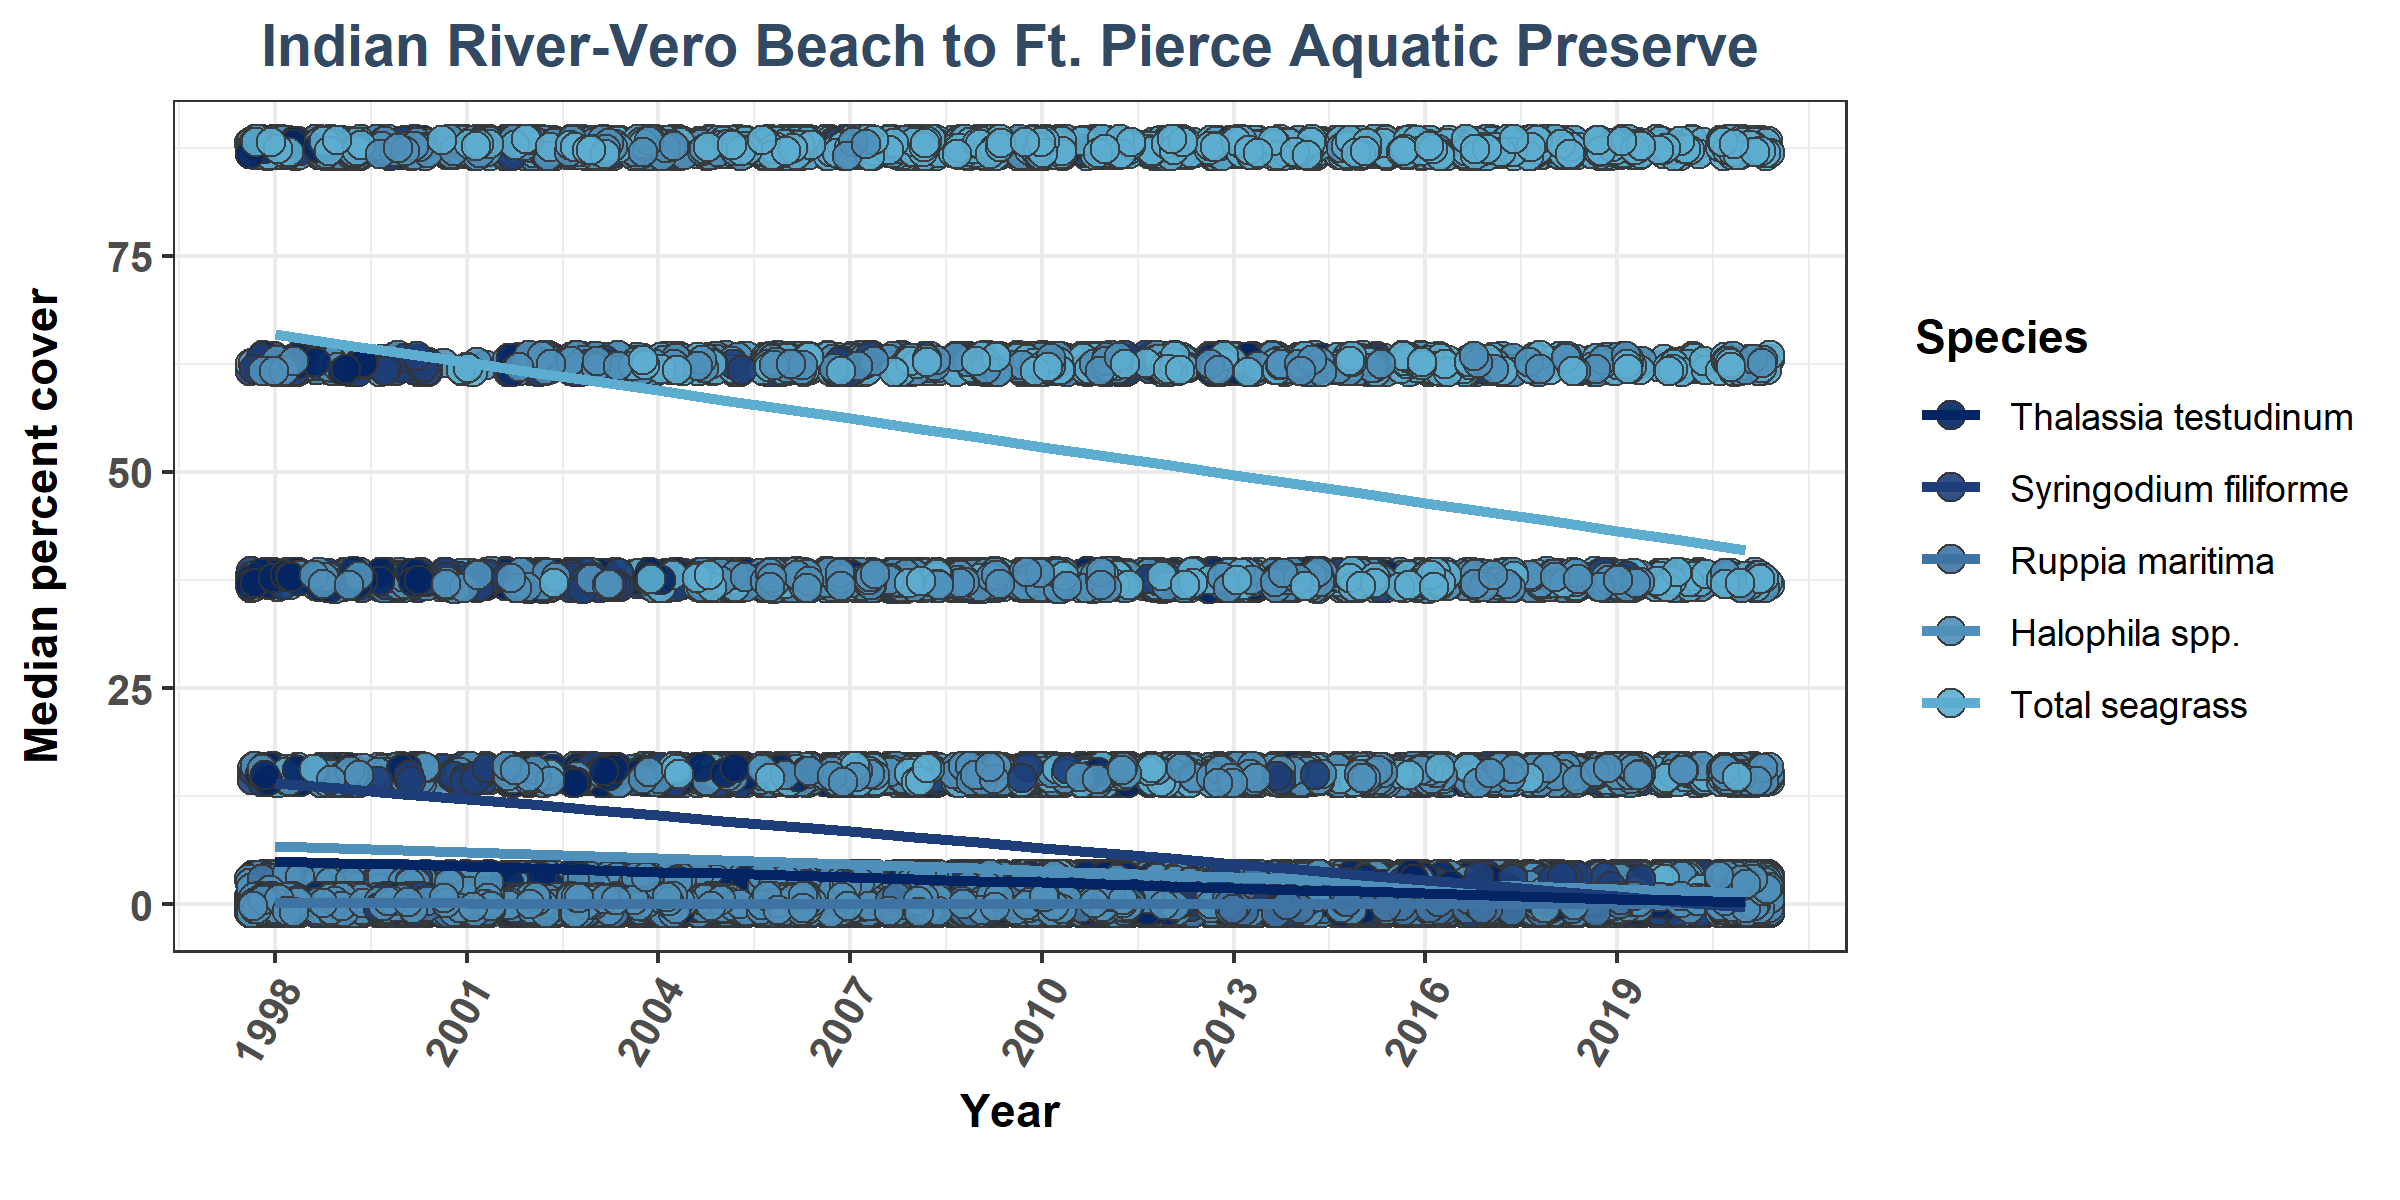 Indian River-Vero Beach to Ft. Pierce Aquatic Preserve
Median percent cover
75
50
25
0
1998
2001
2004
2007
2010
2013
2016
2019
Year
Species
Thalassia testudinum
Syringodium filiforme
Ruppia maritima
Halophila spp.
Total seagrass